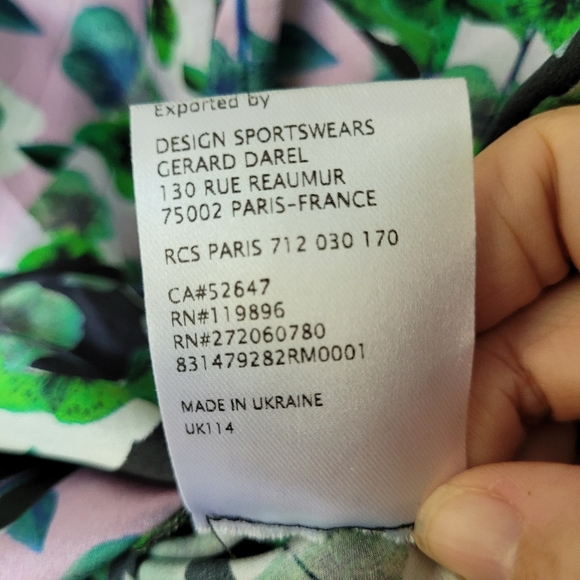 Exported by
DESIGN SPORTSWEARS
GERARD DAREL
130 RUE REAUMUR
75002 PARIS-FRANCE
RCS PARIS 712 030 170
CA#52647
RN#119896
RN#272060780
831479282RM0001
MADE IN UKRAINE
UK114